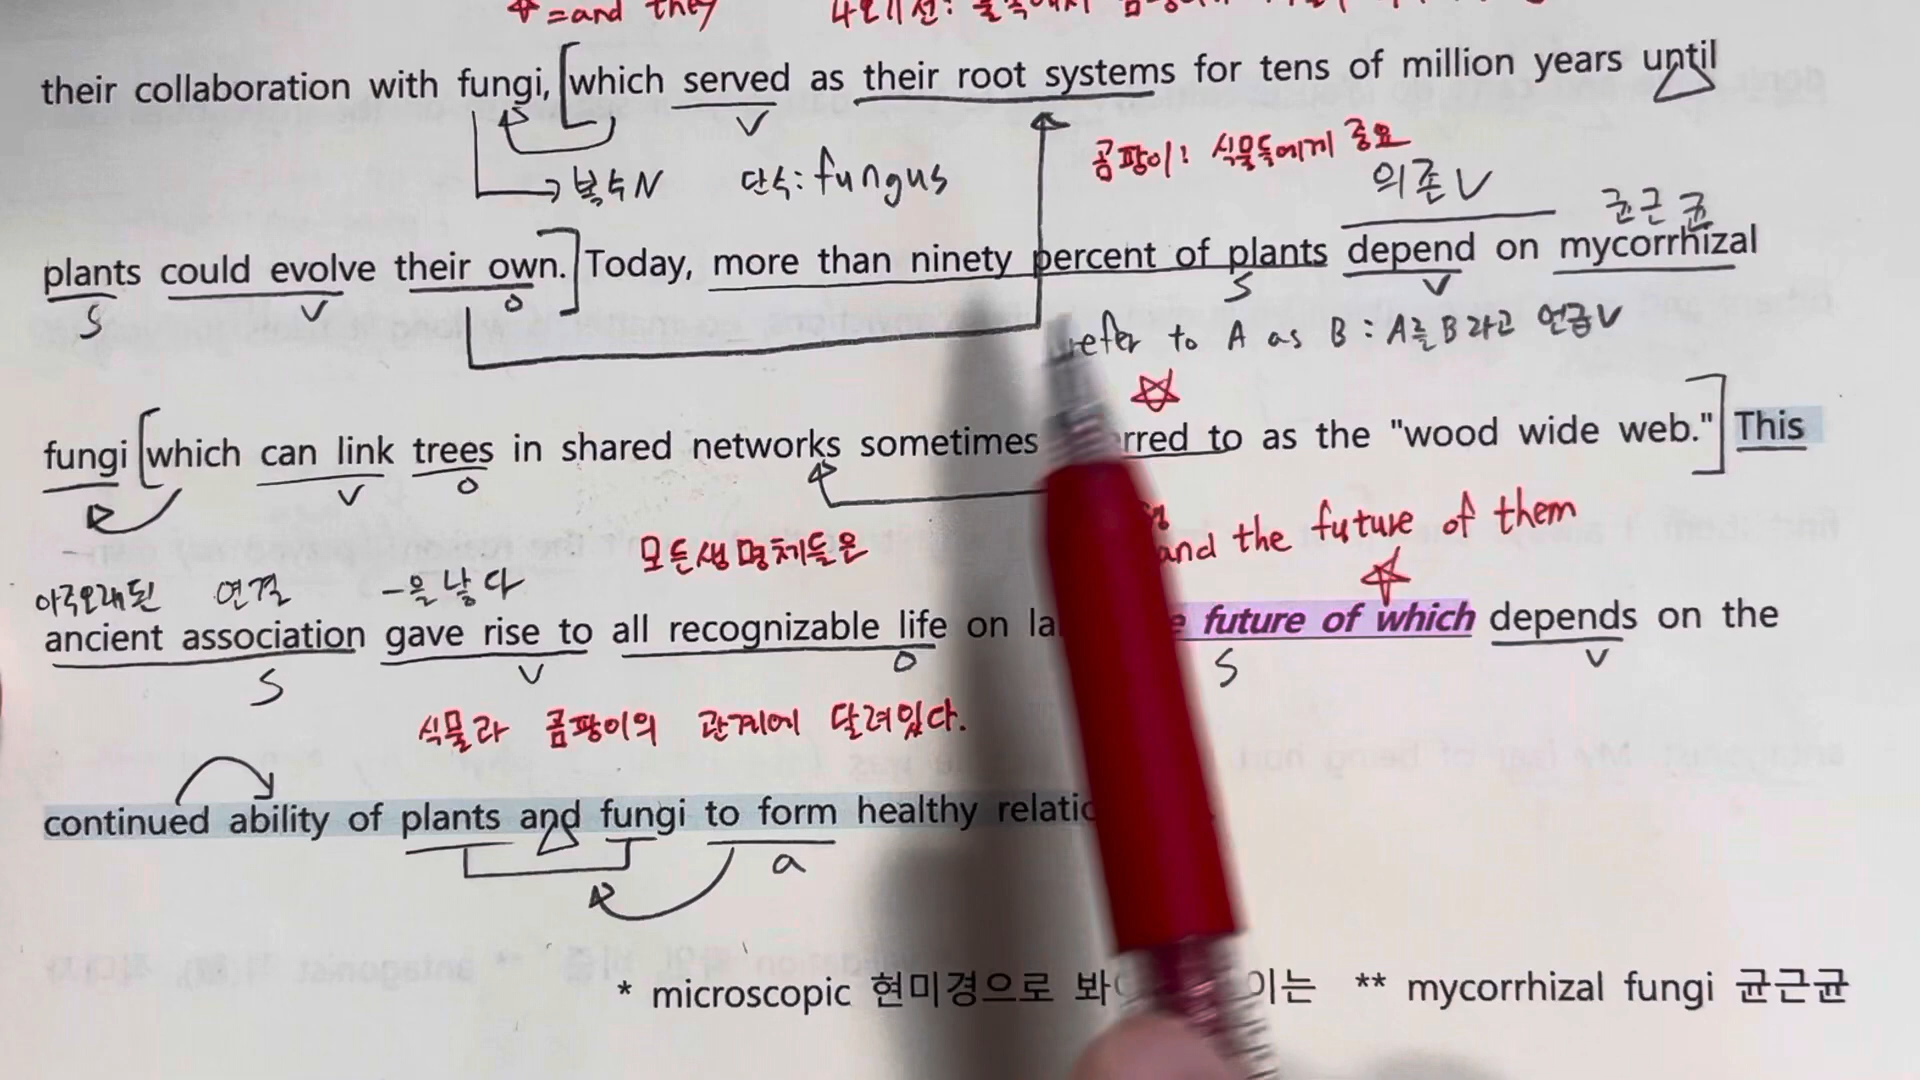 =and they
their collaboration with fungi, [which served as their root systems for tens of million years until
V
곰팡이: 식물들에게 중요
→ 복수N 단수: fungus
의존V
균근균
plants could evolve their own.] Today, more than ninety percent of plants depend on mycorrhizal
S V O S V
refer to A as B : A를 B라고 언급V
fungi [which can link trees in shared networks sometimes rred to as the "wood wide web."] This
V O
and the future of them
모든생명체들은
아주오래된 연결 -을 낳다
ancient association gave rise to all recognizable life on la future of which depends on the
S V O S V
식물과 곰팡이의 관계에 달려있다.
continued ability of plants and fungi to form healthy relatio
a
* microscopic 현미경으로 봐 이는 ** mycorrhizal fungi 균근균